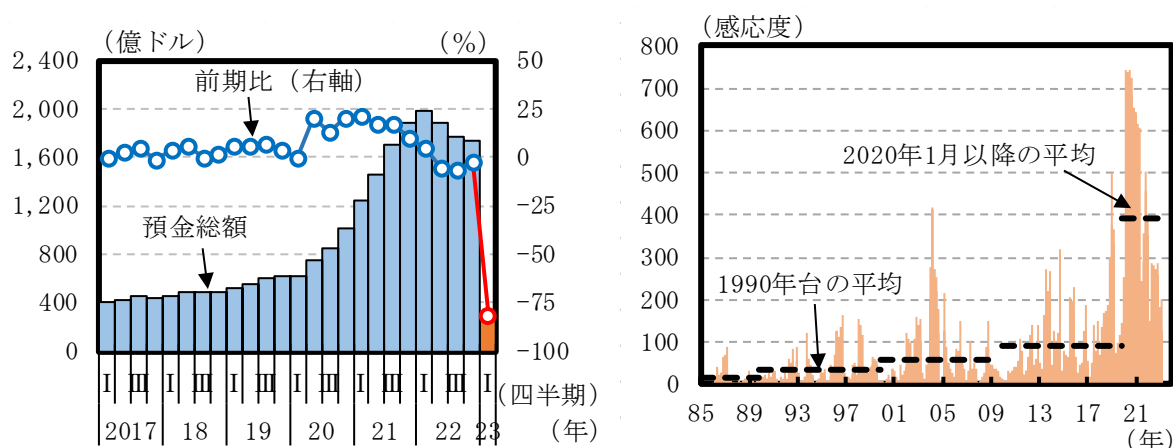 （億ドル）
（%）
2,400
2,000
1,600
1,200
800
400
0
50
25
0
-25
-50
-75
-100
前期比（右軸）
預金総額
Ⅰ Ⅲ Ⅰ Ⅲ Ⅰ Ⅲ Ⅰ Ⅲ Ⅰ Ⅲ Ⅰ Ⅲ Ⅰ
（四半期）
2017 18 19 20 21 22 23
（年）
（感応度）
800
700
600
500
400
300
200
100
0
2020年1月以降の平均
1990年台の平均
85 89 93 97 01 05 09 13 17 21
（年）